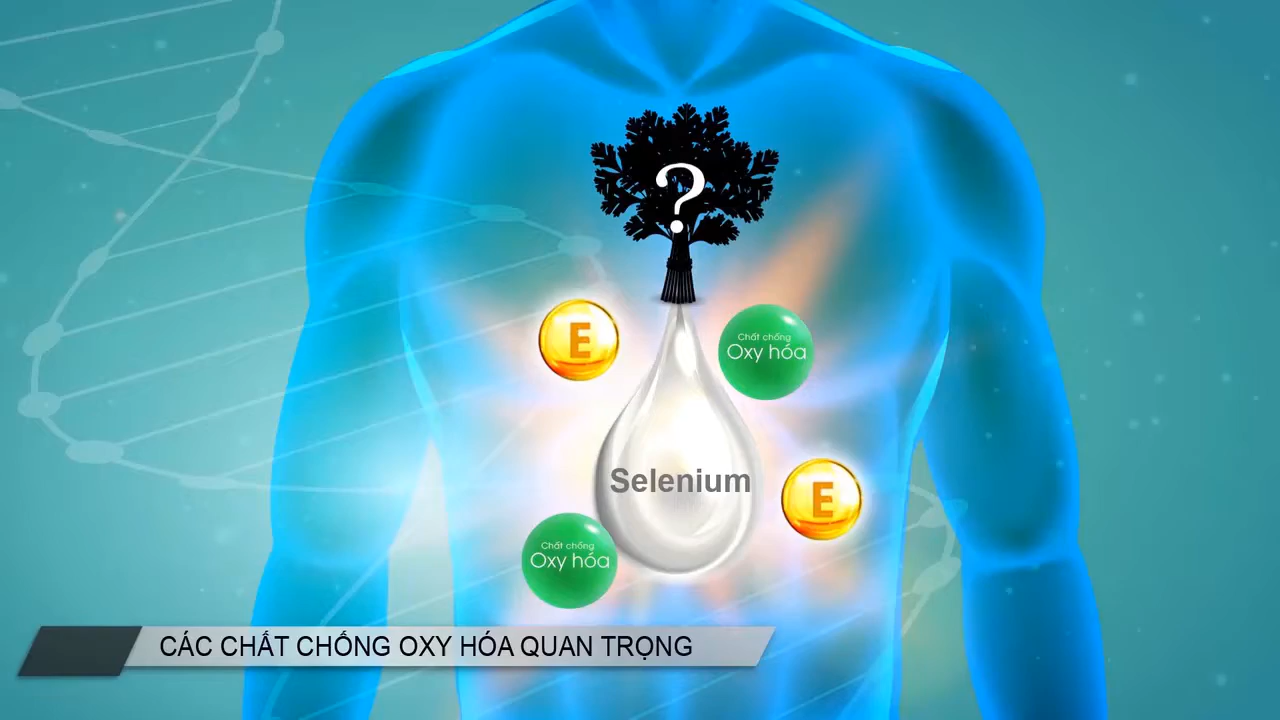 ?
E
Chất chống
Oxy hóa
Selenium
E
Chất chống
Oxy hóa
CÁC CHẤT CHỐNG OXY HÓA QUAN TRỌNG